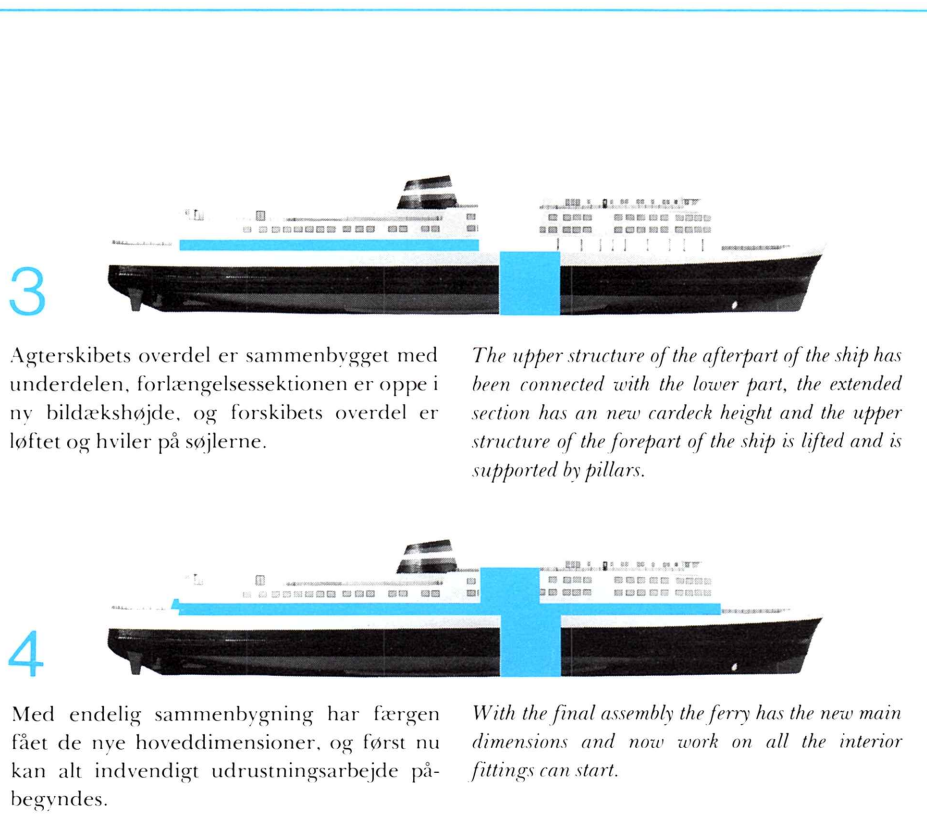 3
Agterskibets overdel er sammenbygget med
underdelen, forlængelsessektionen er oppe i
ny bildækshøjde, og forskibets overdel er
løftet og hviler på søjlerne.
The upper structure of the afterpart of the ship has
been connected with the lower part, the extended
section has an new cardeck height and the upper
structure of the forepart of the ship is lifted and is
supported by pillars.
4
Med endelig sammenbygning har færgen
fået de nye hoveddimensioner, og først nu
kan alt indvendigt udrustningsarbejde på-
begyndes.
With the final assembly the ferry has the new main
dimensions and now work on all the interior
fittings can start.